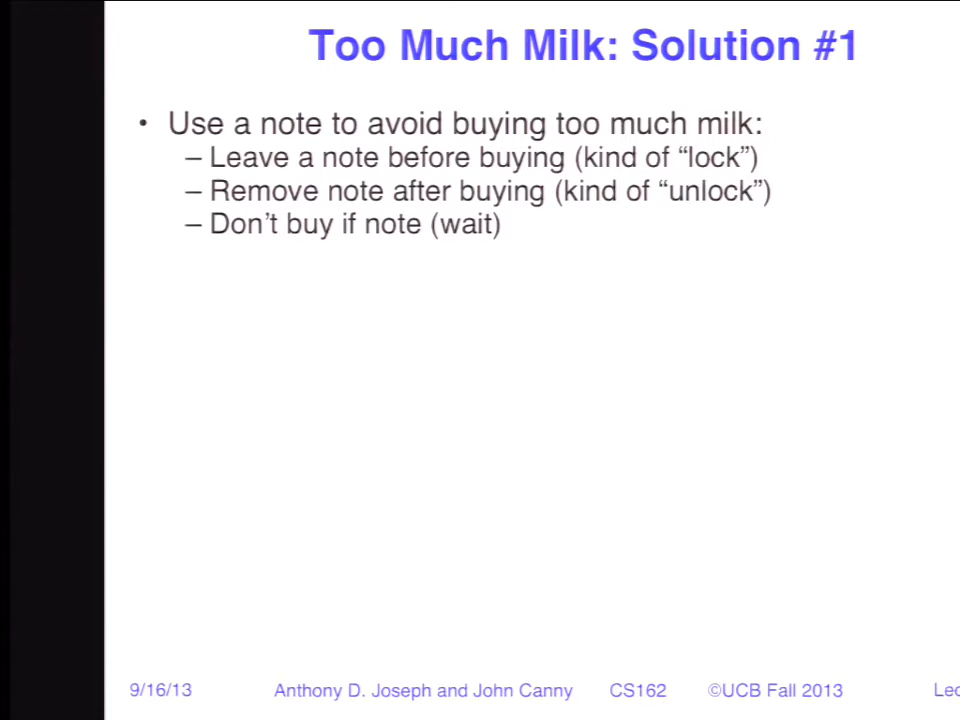 Too Much Milk: Solution #1
• Use a note to avoid buying too much milk:
– Leave a note before buying (kind of “lock”)
– Remove note after buying (kind of “unlock”)
– Don’t buy if note (wait)
9/16/13 Anthony D. Joseph and John Canny CS162 ©UCB Fall 2013